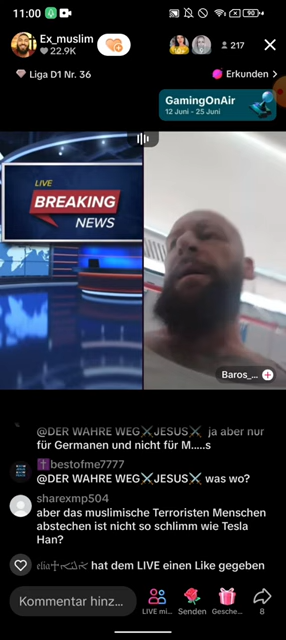 11:00
90
Ex_muslim
22.9K
217
Liga D1 Nr. 36
Erkunden >
GamingOnAir
12 Juni - 25 Juni
LIVE
BREAKING
NEWS
Baros_...
@DER WAHRE WEG⚔JESUS⚔ ja aber nur
für Germanen und nicht für M.....s
✝bestofme7777
@DER WAHRE WEG⚔JESUS⚔ was wo?
sharexmp504
aber das muslimische Terroristen Menschen
abstechen ist nicht so schlimm wie Tesla
Han?
hat dem LIVE einen Like gegeben
Kommentar hinz...
LIVE mi...
Senden
Gesche...
8